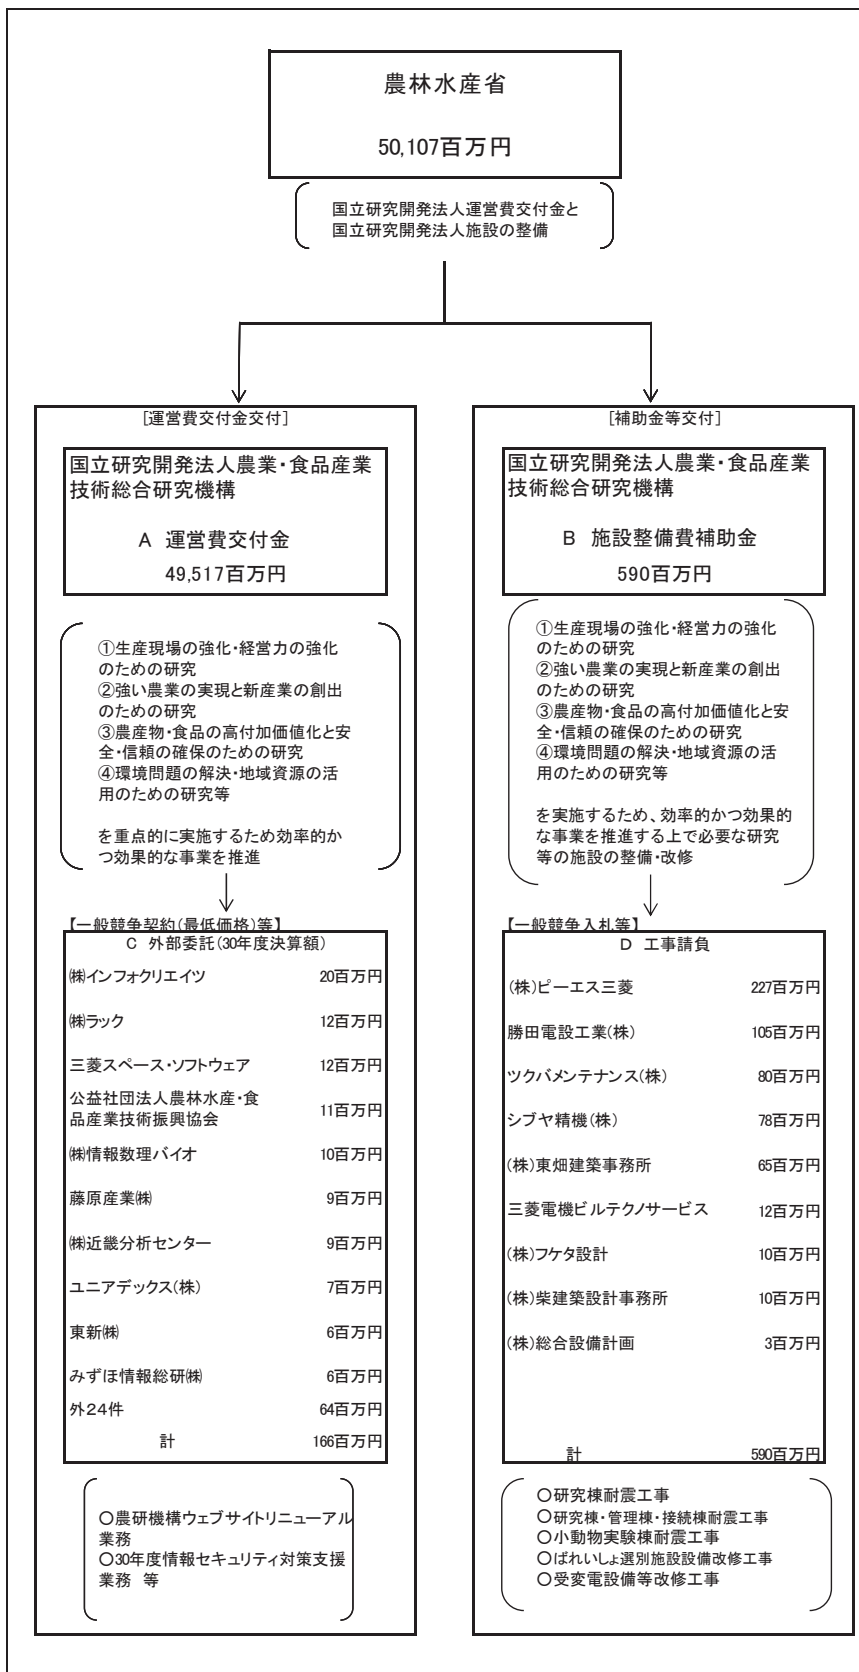 農林水産省
50,107百万円
国立研究開発法人運営費交付金と
国立研究開発法人施設の整備
[運営費交付金交付]
国立研究開発法人農業・食品産業
技術総合研究機構
A 運営費交付金
49,517百万円
①生産現場の強化・経営力の強化
のための研究
②強い農業の実現と新産業の創出
のための研究
③農産物・食品の高付加価値化と安
全・信頼の確保のための研究
④環境問題の解決・地域資源の活
用のための研究等
を重点的に実施するため効率的か
つ効果的な事業を推進
【一般競争契約(最低価格)等】
C 外部委託(30年度決算額)
㈱インフォクリエイツ 20百万円
㈱ラック 12百万円
三菱スペース・ソフトウェア 12百万円
公益社団法人農林水産・食
品産業技術振興協会 11百万円
㈱情報数理バイオ 10百万円
藤原産業㈱ 9百万円
㈱近畿分析センター 9百万円
ユニアデックス(株) 7百万円
東新㈱ 6百万円
みずほ情報総研㈱ 6百万円
外24件 64百万円
計 166百万円
○農研機構ウェブサイトリニューアル
業務
○30年度情報セキュリティ対策支援
業務 等
[補助金等交付]
国立研究開発法人農業・食品産業
技術総合研究機構
B 施設整備費補助金
590百万円
①生産現場の強化・経営力の強化
のための研究
②強い農業の実現と新産業の創出
のための研究
③農産物・食品の高付加価値化と安
全・信頼の確保のための研究
④環境問題の解決・地域資源の活
用のための研究等
を実施するため、効率的かつ効果的
な事業を推進する上で必要な研究
等の施設の整備・改修
【一般競争入札等】
D 工事請負
(株)ピーエス三菱 227百万円
勝田電設工業(株) 105百万円
ツクバメンテナンス(株) 80百万円
シブヤ精機(株) 78百万円
(株)東畑建築事務所 65百万円
三菱電機ビルテクノサービス 12百万円
(株)フケタ設計 10百万円
(株)柴建築設計事務所 10百万円
(株)総合設備計画 3百万円
計 590百万円
○研究棟耐震工事
○研究棟・管理棟・接続棟耐震工事
○小動物実験棟耐震工事
○ばれいしょ選別施設設備改修工事
○受変電設備等改修工事